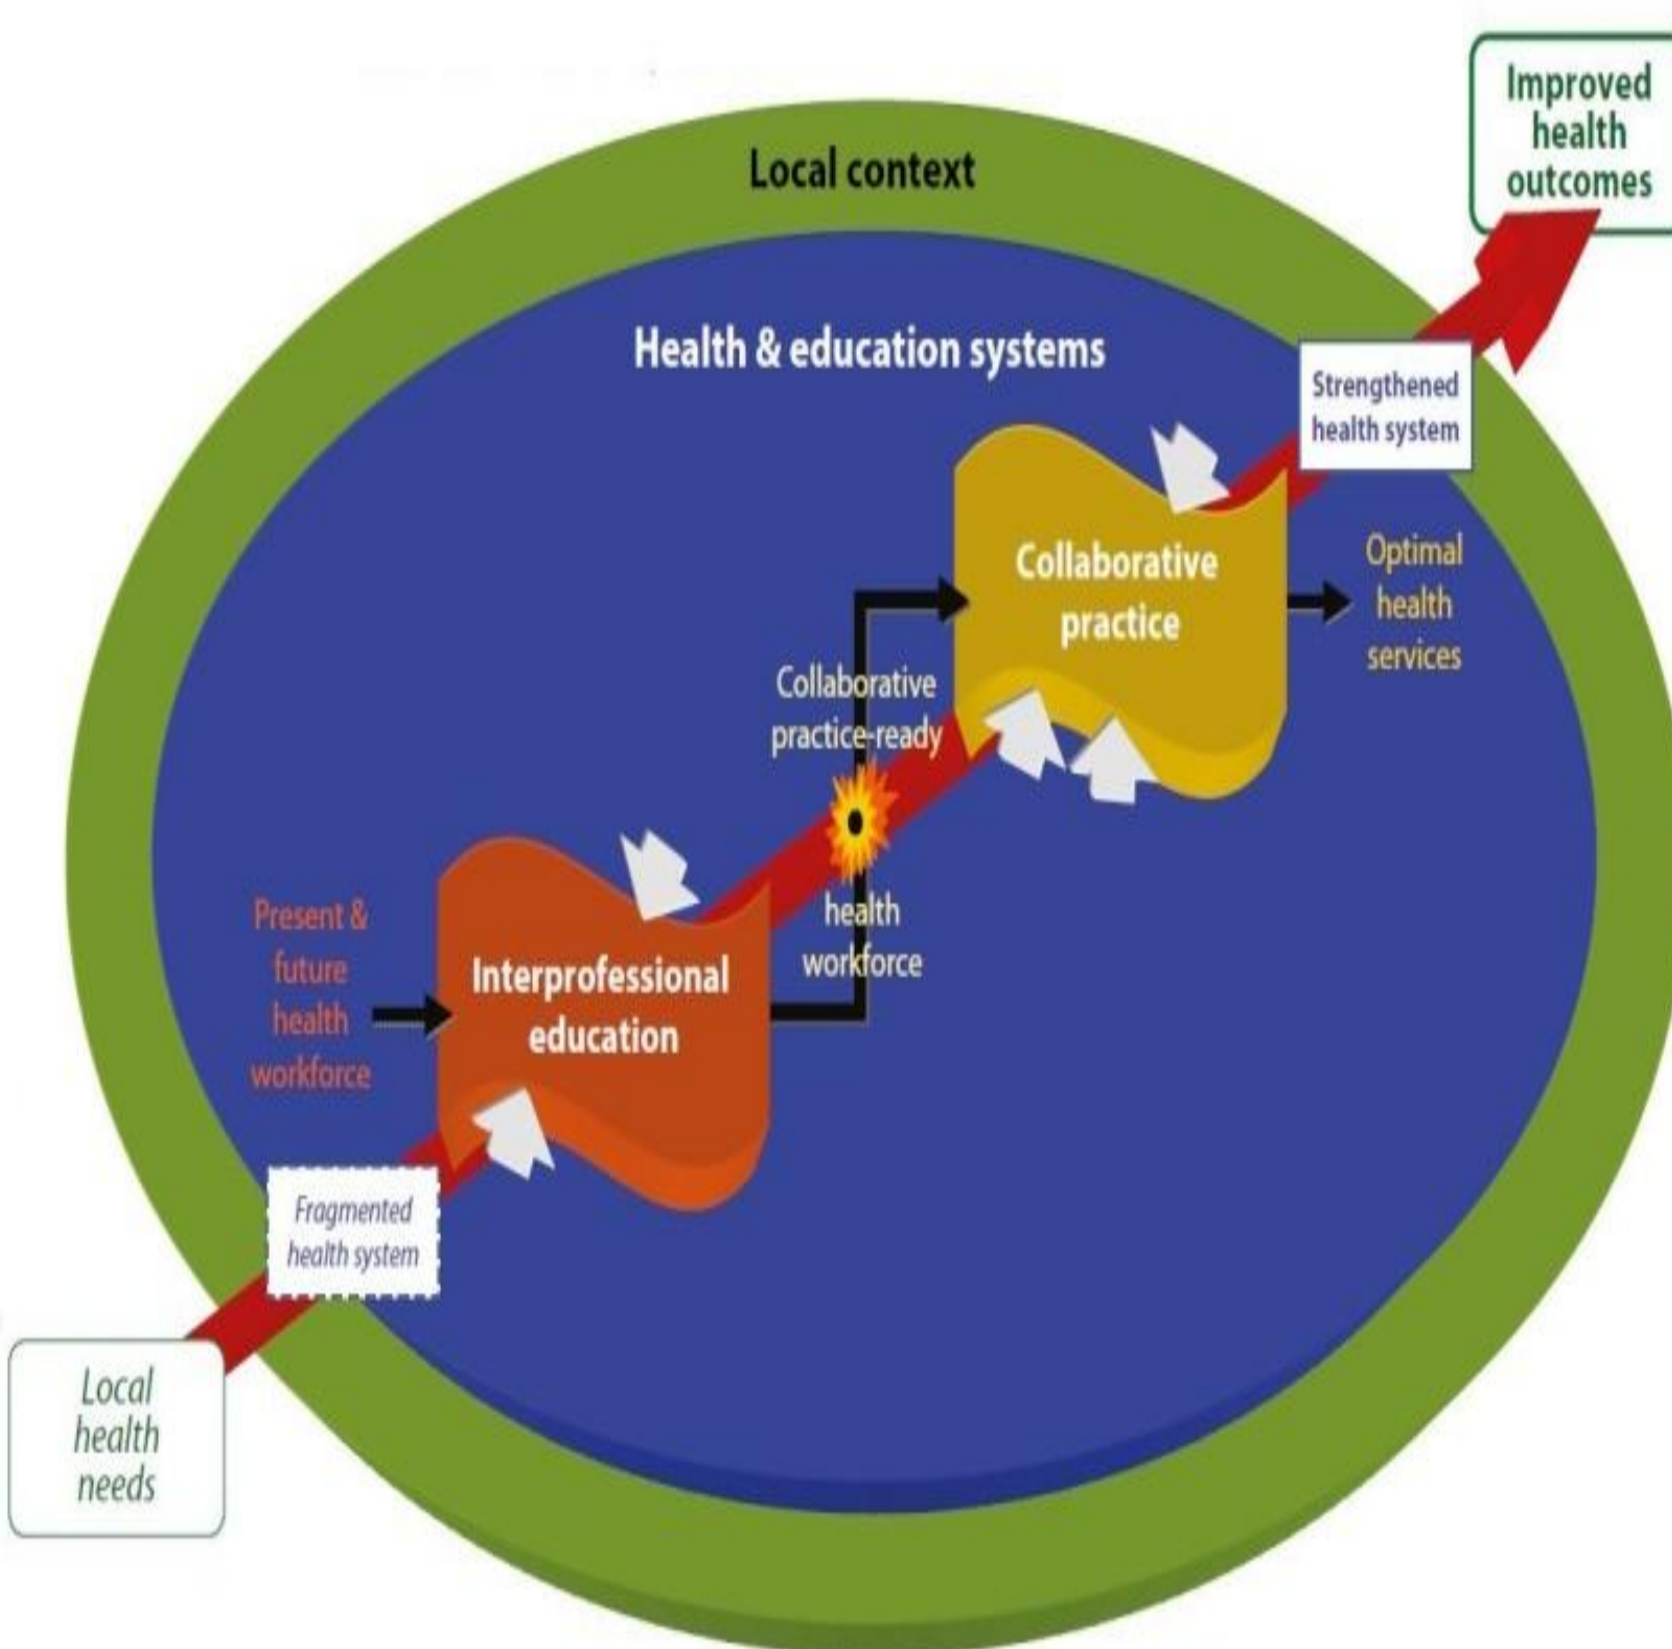 Improved
health
outcomes
Local context
Health & education systems
Strengthened
health system
Collaborative
practice
Optimal
health
services
Collaborative
practice-ready
health
workforce
Present &
future
health
workforce
Interprofessional
education
Fragmented
health system
Local
health
needs